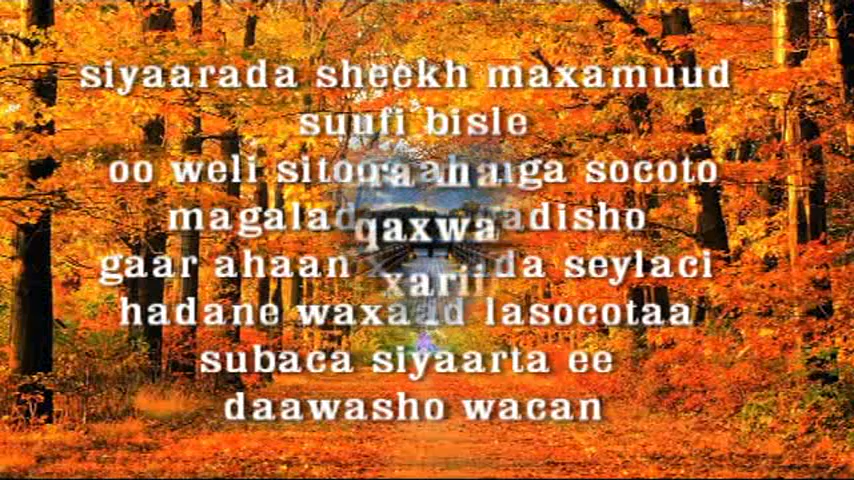 siyaarada sheekh maxamuud
suufi bisle
oo weli socoto
qaxwa
gaar ahaan seylaci
hadane lasocotaa
subaca siyaarta ee
daawasho wacan